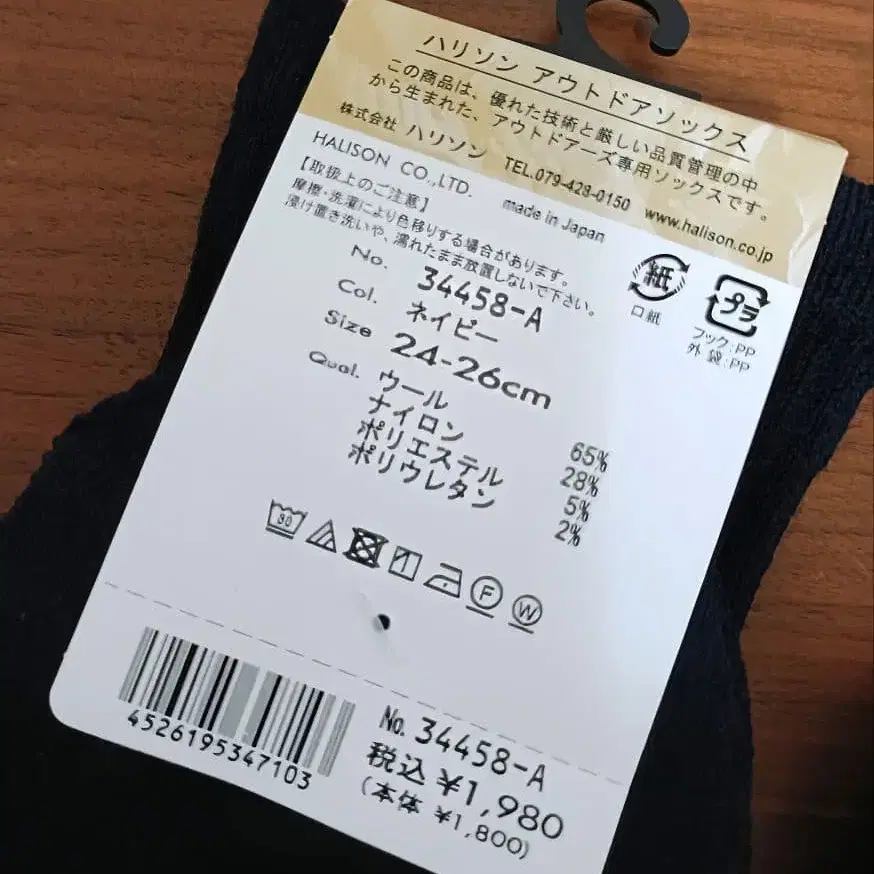 ハリソン アウトドアソックス
この商品は、優れた技術と厳しい品質管理の中
から生まれた、アウトドアーズ専用ソックスです。
株式会社 ハリソン TEL.079-428-0150 www.halison.co.jp
HALISON CO.,LTD. made in Japan
【取扱上のご注意】
摩擦・洗濯により色移りする場合があります。
浸け置き洗いや、濡れたまま放置しないで下さい。
紙
口紙
プラ
フック:PP
外袋:PP
No. 34458-A
Col. ネイビー
Size 24-26cm
Qual. ウール 65%
ナイロン 28%
ポリエステル 5%
ポリウレタン 2%
30
F
W
4526195347103
No. 34458-A
税込 ¥1,980
(本体 ¥1,800)